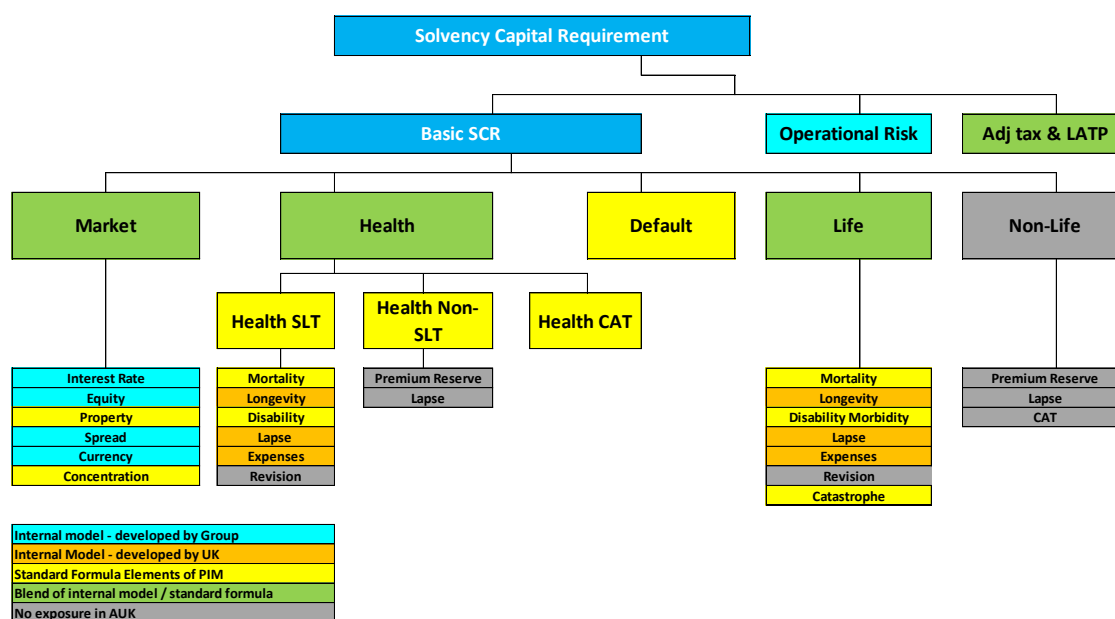 Solvency Capital Requirement
Basic SCR
Operational Risk
Adj tax & LATP
Market
Health
Default
Life
Non-Life
Health SLT
Health Non-
SLT
Health CAT
Interest Rate
Equity
Property
Spread
Currency
Concentration
Mortality
Longevity
Disability
Lapse
Expenses
Revision
Premium Reserve
Lapse
Mortality
Longevity
Disability Morbidity
Lapse
Expenses
Revision
Catastrophe
Premium Reserve
Lapse
CAT
Internal model - developed by Group
Internal Model - developed by UK
Standard Formula Elements of PIM
Blend of internal model / standard formula
No exposure in AUK